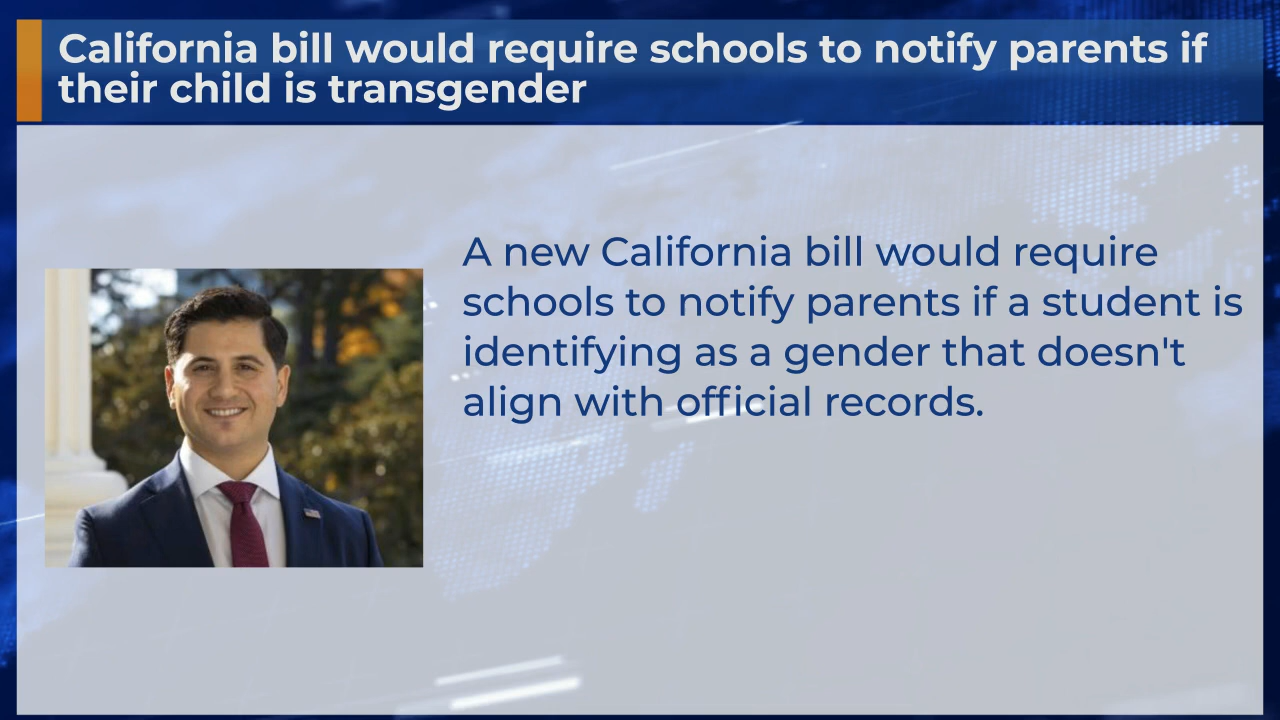 California bill would require schools to notify parents if
their child is transgender
A new California bill would require
schools to notify parents if a student is
identifying as a gender that doesn't
align with official records.